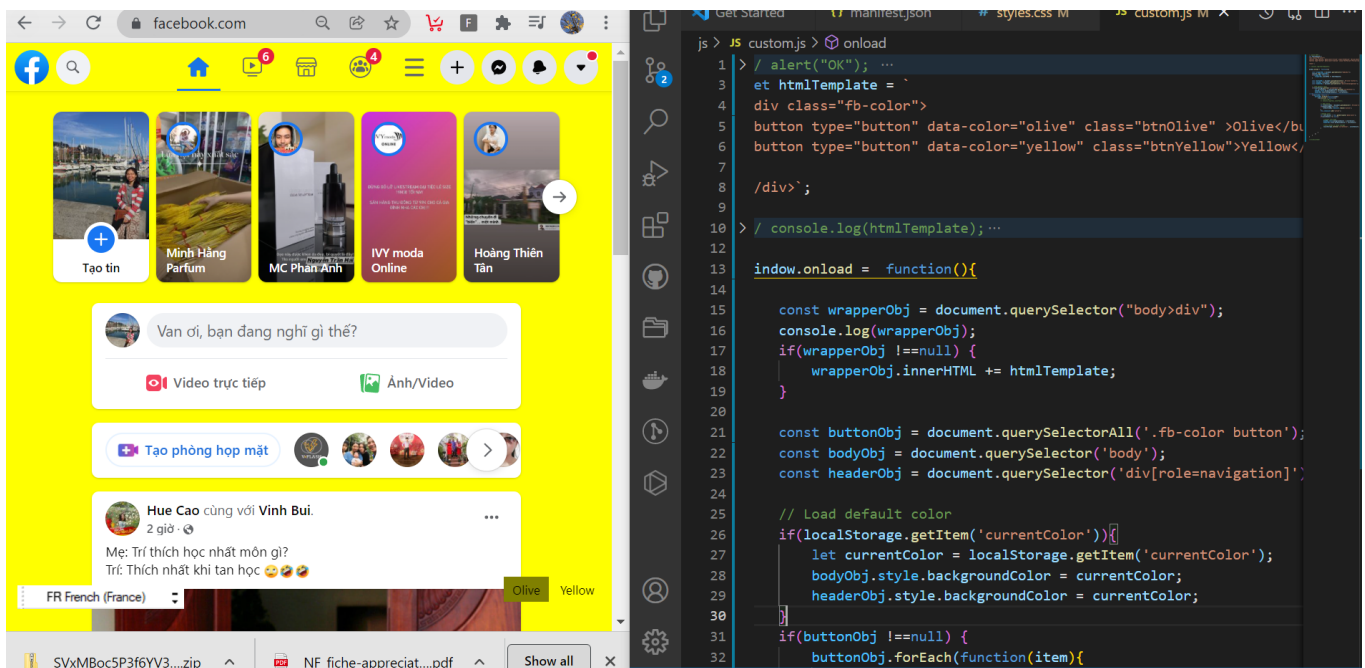 facebook.com
6
4
Tạo tin
Minh Hằng
Parfum
MC Phan Anh
IVY moda
Online
Hoàng Thiên
Tân
Van ơi, bạn đang nghĩ gì thế?
Video trực tiếp
Ảnh/Video
Tạo phòng họp mặt
Hue Cao cùng với Vinh Bui.
2 giờ ·
Mẹ: Trí thích học nhất môn gì?
Trí: Thích nhất khi tan học
FR French (France)
Olive
Yellow
SVxMBoc5P3f6YV3....zip
NF_fiche-appreciat....pdf
Show all
Get Started
manifest.json
# styles.css M
JS custom.js M
js > JS custom.js > onload
2
1 > / alert("OK"); ...
3 et htmlTemplate = `
4 div class="fb-color">
5 button type="button" data-color="olive" class="btnOlive" >Olive</bu
6 button type="button" data-color="yellow" class="btnYellow">Yellow</
7
8 /div>`;
9
10 > / console.log(htmlTemplate); ...
12
13 indow.onload =  function(){
14
15 const wrapperObj = document.querySelector("body>div");
16 console.log(wrapperObj);
17 if(wrapperObj !==null) {
18 wrapperObj.innerHTML += htmlTemplate;
19 }
20
21 const buttonObj = document.querySelectorAll('.fb-color button');
22 const bodyObj = document.querySelector('body');
23 const headerObj = document.querySelector('div[role=navigation]')
24
25 // Load default color
26 if(localStorage.getItem('currentColor')){
27 let currentColor = localStorage.getItem('currentColor');
28 bodyObj.style.backgroundColor = currentColor;
29 headerObj.style.backgroundColor = currentColor;
30 }
31 if(buttonObj !==null) {
32 buttonObj.forEach(function(item){